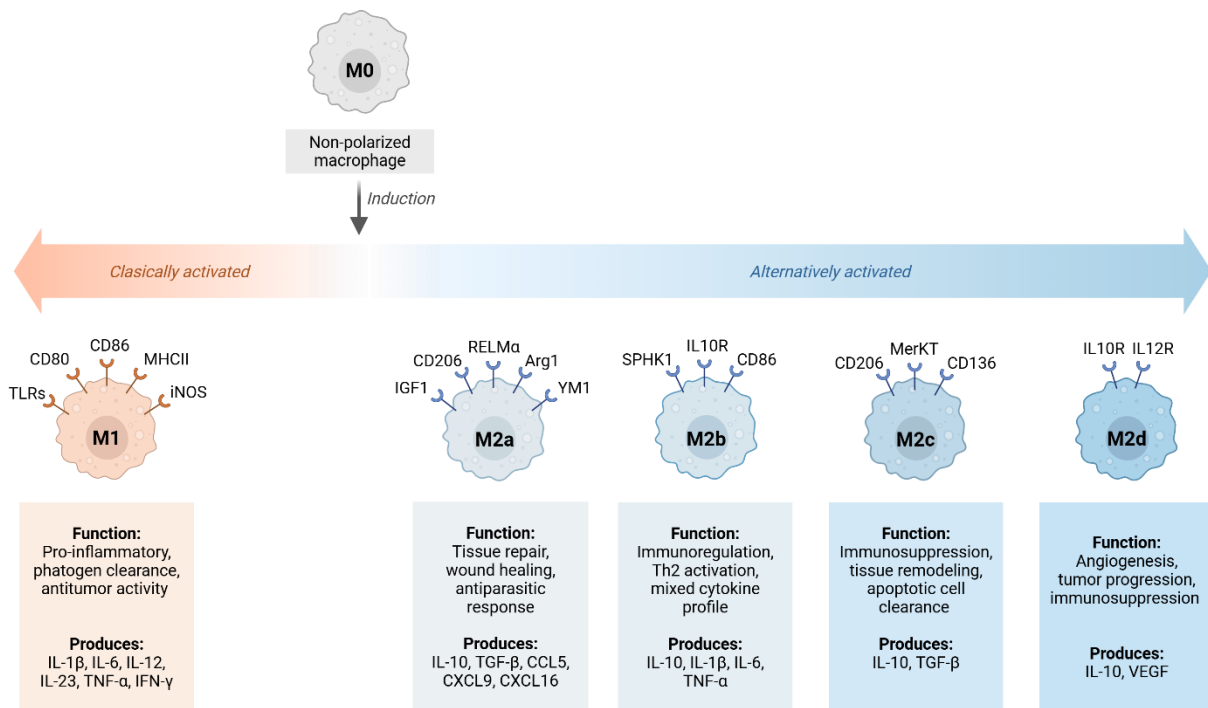 M0
Non-polarized
macrophage
Induction
Clasically activated
Alternatively activated
TLRs
CD80
CD86
MHCII
iNOS
M1
IGF1
CD206
RELMα
Arg1
YM1
M2a
SPHK1
IL10R
CD86
M2b
CD206
MerKT
CD136
M2c
IL10R
IL12R
M2d
Function:
Pro-inflammatory,
phatogen clearance,
antitumor activity
Produces:
IL-1β, IL-6, IL-12,
IL-23, TNF-α, IFN-γ
Function:
Tissue repair,
wound healing,
antiparasitic
response
Produces:
IL-10, TGF-β, CCL5,
CXCL9, CXCL16
Function:
Immunoregulation,
Th2 activation,
mixed cytokine
profile
Produces:
IL-10, IL-1β, IL-6,
TNF-α
Function:
Immunosuppression,
tissue remodeling,
apoptotic cell
clearance
Produces:
IL-10, TGF-β
Function:
Angiogenesis,
tumor progression,
immunosuppression
Produces:
IL-10, VEGF